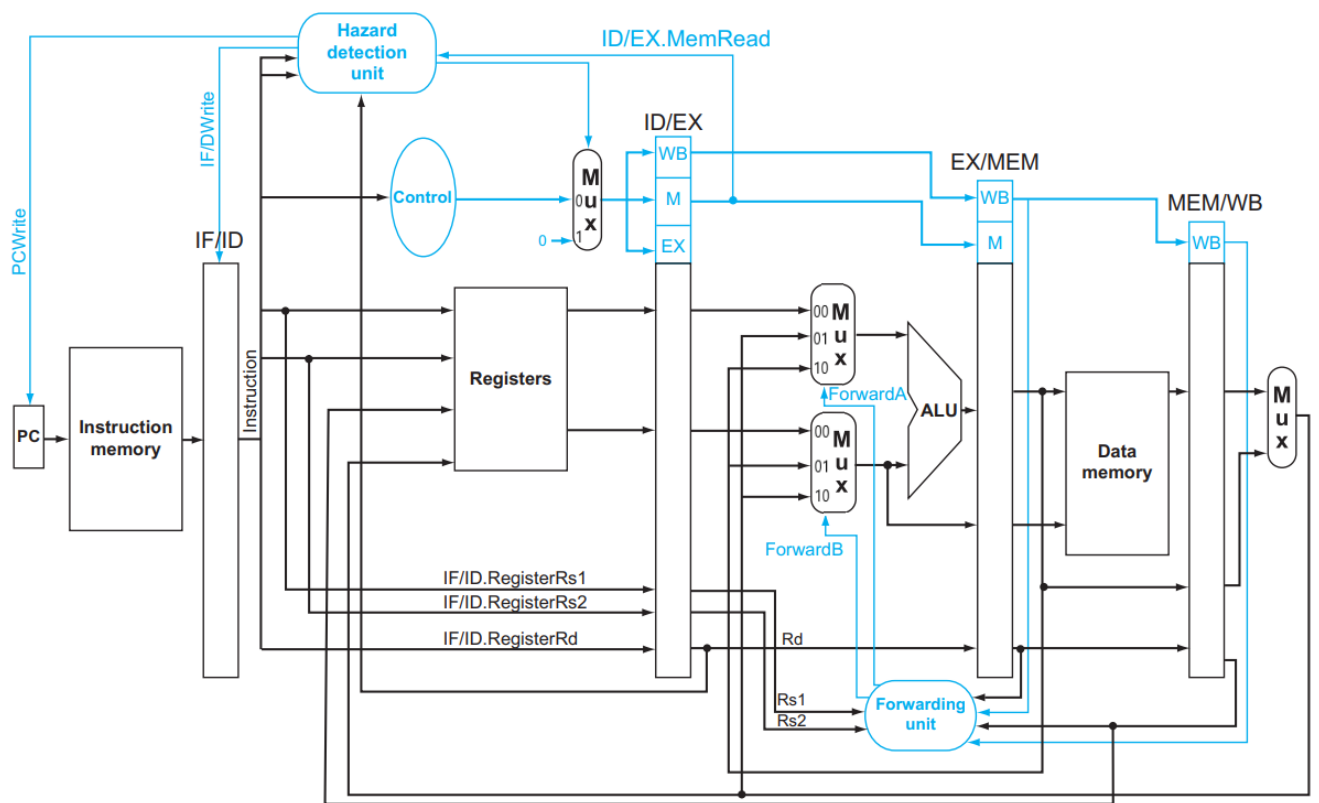 Hazard
detection
unit
ID/EX.MemRead
PCWrite
IF/DWrite
ID/EX
WB
M
EX
Control
0
M
u
x
0
1
EX/MEM
WB
M
MEM/WB
WB
IF/ID
Instruction
PC
Instruction
memory
Registers
00
01
10
M
u
x
ForwardA
00
01
10
M
u
x
ForwardB
ALU
Data
memory
M
u
x
IF/ID.RegisterRs1
IF/ID.RegisterRs2
IF/ID.RegisterRd
Rd
Rs1
Rs2
Forwarding
unit